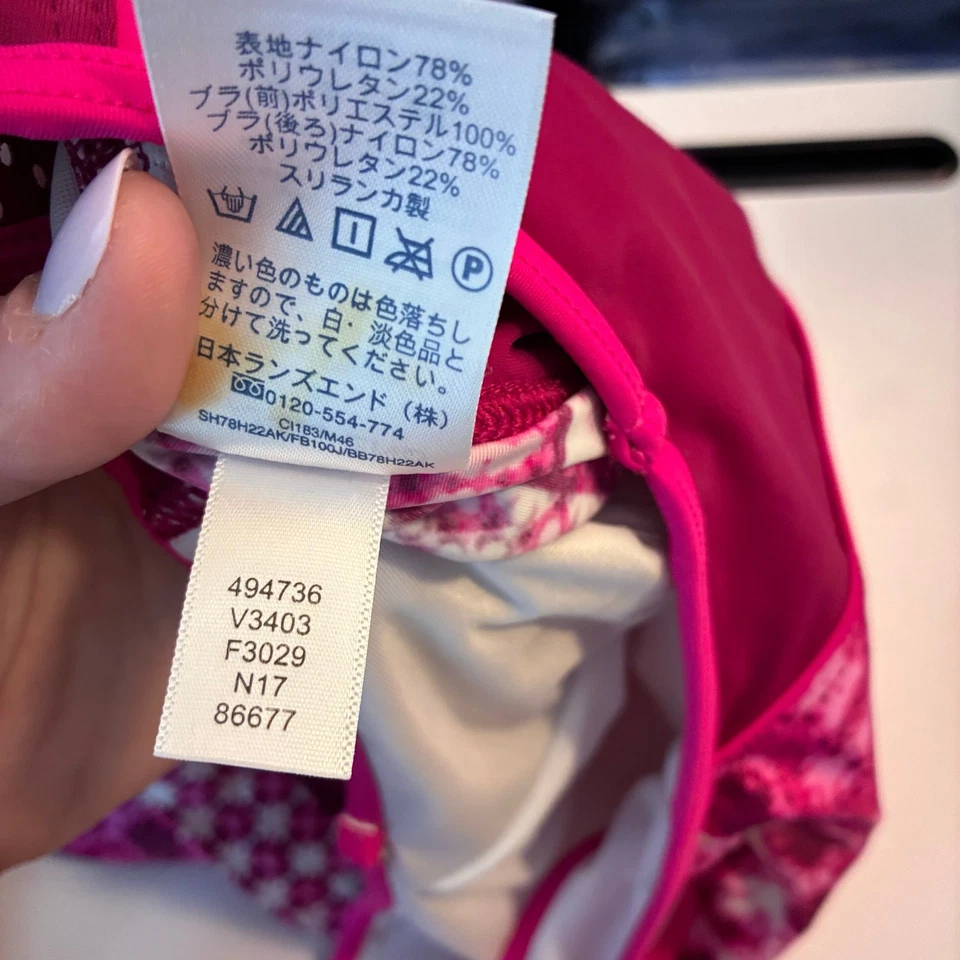 表地ナイロン78%
ポリウレタン22%
ブラ(前)ポリエステル100%
ブラ(後ろ)ナイロン78%
ポリウレタン22%
スリランカ製
P
濃い色のものは色落ちし
ますので、白・淡色品と
分けて洗ってください。
日本ランズエンド(株)
0120-554-774
CI183/M46
SH78H22AK/FB100J/BB78H22AK
494736
V3403
F3029
N17
86677